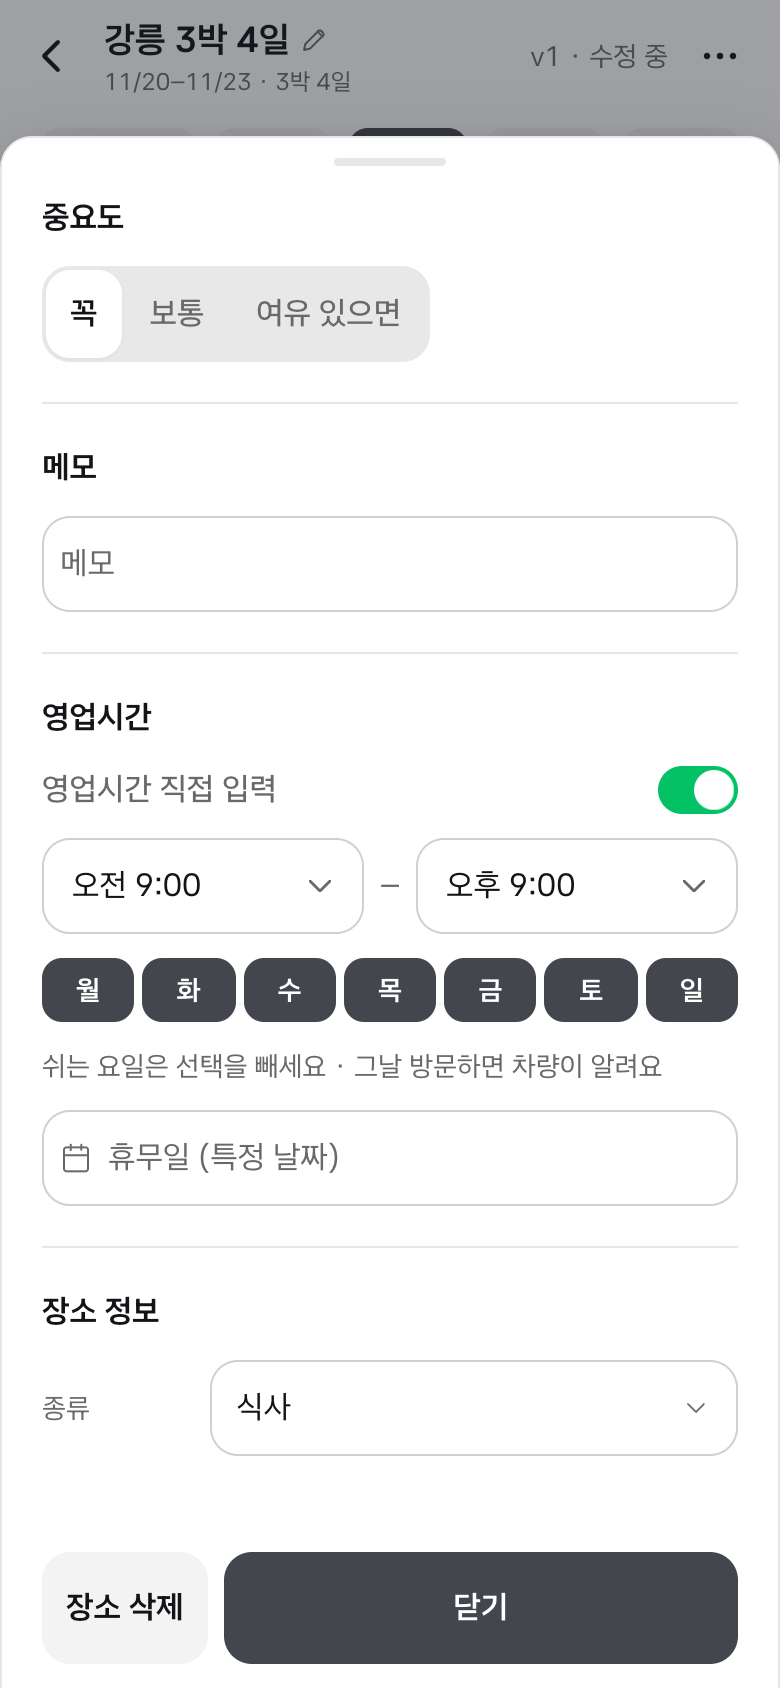 강릉 3박 4일
11/20–11/23 · 3박 4일
v1 · 수정 중
중요도
꼭 보통 여유 있으면
메모
메모
영업시간
영업시간 직접 입력
오전 9:00 – 오후 9:00
월 화 수 목 금 토 일
쉬는 요일은 선택을 빼세요 · 그날 방문하면 차량이 알려요
휴무일 (특정 날짜)
장소 정보
종류 식사
장소 삭제 닫기